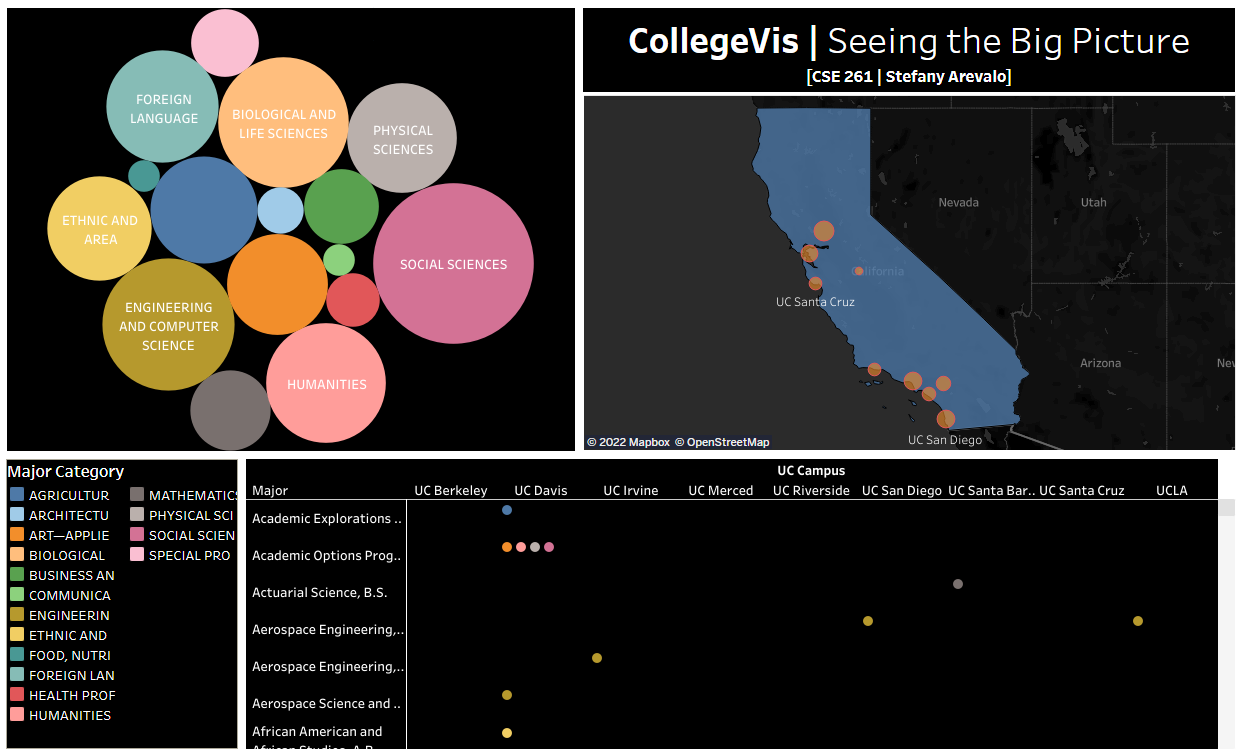 FOREIGN
LANGUAGE
BIOLOGICAL AND
LIFE SCIENCES
PHYSICAL
SCIENCES
ETHNIC AND
AREA
SOCIAL SCIENCES
ENGINEERING
AND COMPUTER
SCIENCE
HUMANITIES
CollegeVis | Seeing the Big Picture
[CSE 261 | Stefany Arevalo]
Nevada
Utah
California
UC Santa Cruz
Arizona
Nev
UC San Diego
© 2022 Mapbox © OpenStreetMap
Major Category
AGRICULTUR
ARCHITECTU
ART—APPLIE
BIOLOGICAL
BUSINESS AN
COMMUNICA
ENGINEERIN
ETHNIC AND
FOOD, NUTRI
FOREIGN LAN
HEALTH PROF
HUMANITIES
MATHEMATICS
PHYSICAL SCI
SOCIAL SCIEN
SPECIAL PRO
UC Campus
Major UC Berkeley UC Davis UC Irvine UC Merced UC Riverside UC San Diego UC Santa Bar.. UC Santa Cruz UCLA
Academic Explorations ..
Academic Options Prog..
Actuarial Science, B.S.
Aerospace Engineering,..
Aerospace Engineering,..
Aerospace Science and ..
African American and
African Studies, A.B.